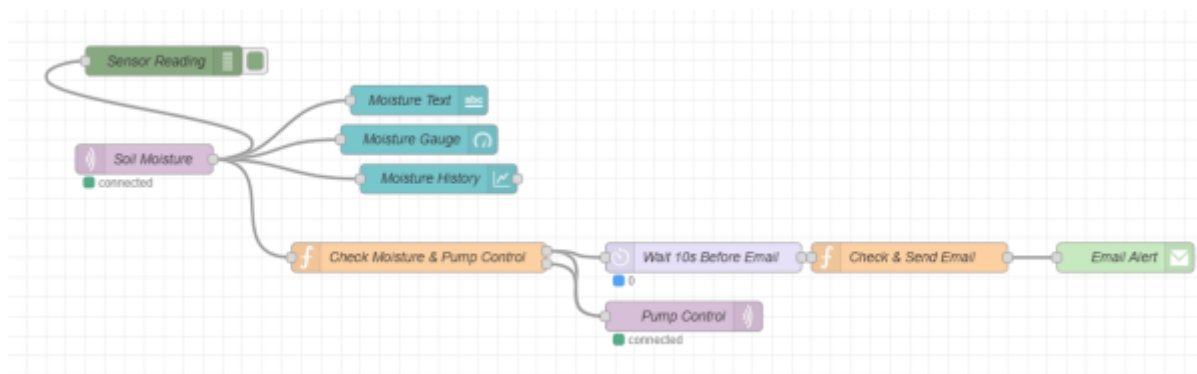 Sensor Reading
Moisture Text
abc
Moisture Gauge
Soil Moisture
connected
Moisture History
f
Check Moisture & Pump Control
Wait 10s Before Email
0
f
Check & Send Email
Email Alert
Pump Control
connected